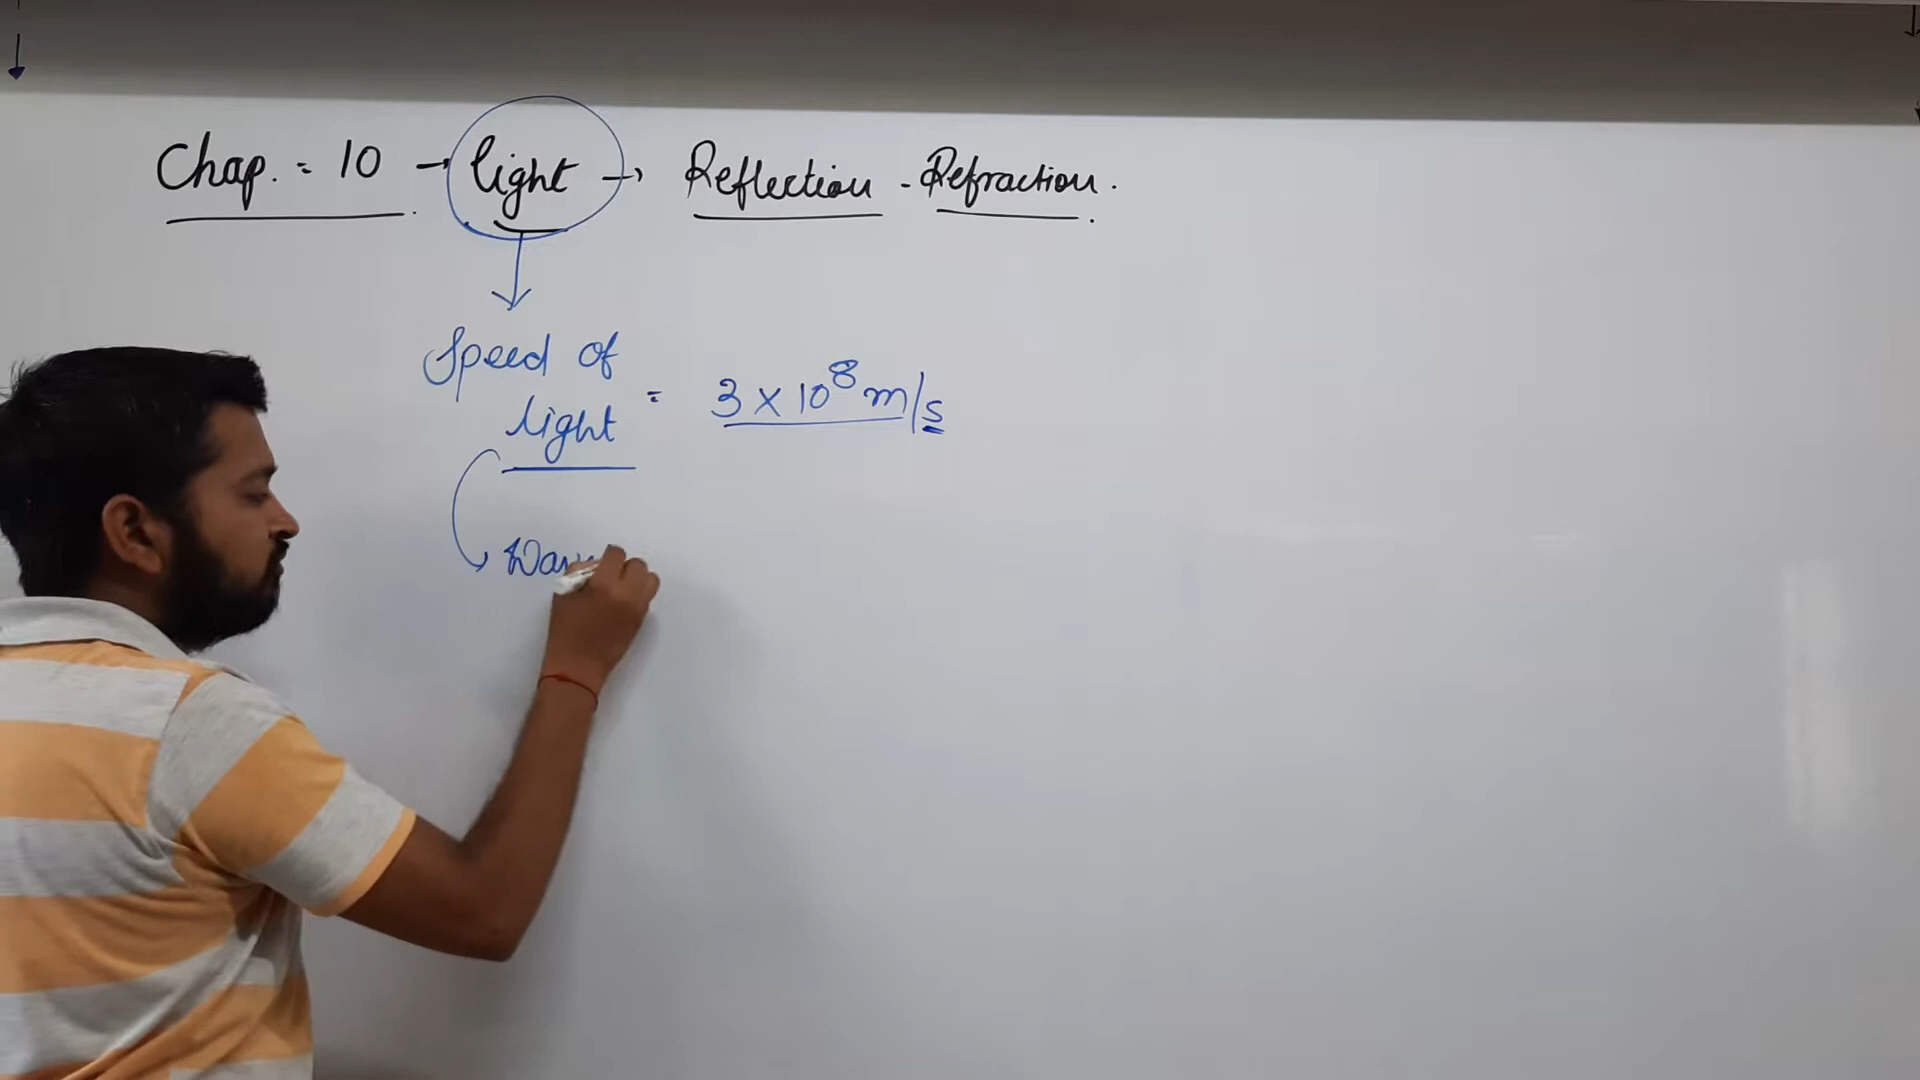 Chap. = 10 → light → Reflection - Refraction.
Speed of
light = 3 × 10⁸ m/s